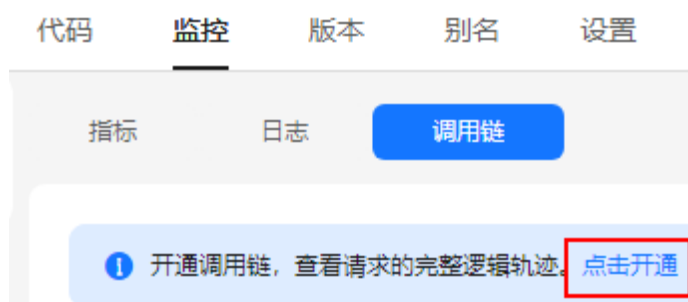 代码 监控 版本 别名 设置
指标 日志 调用链
开通调用链，查看请求的完整逻辑轨迹。点击开通